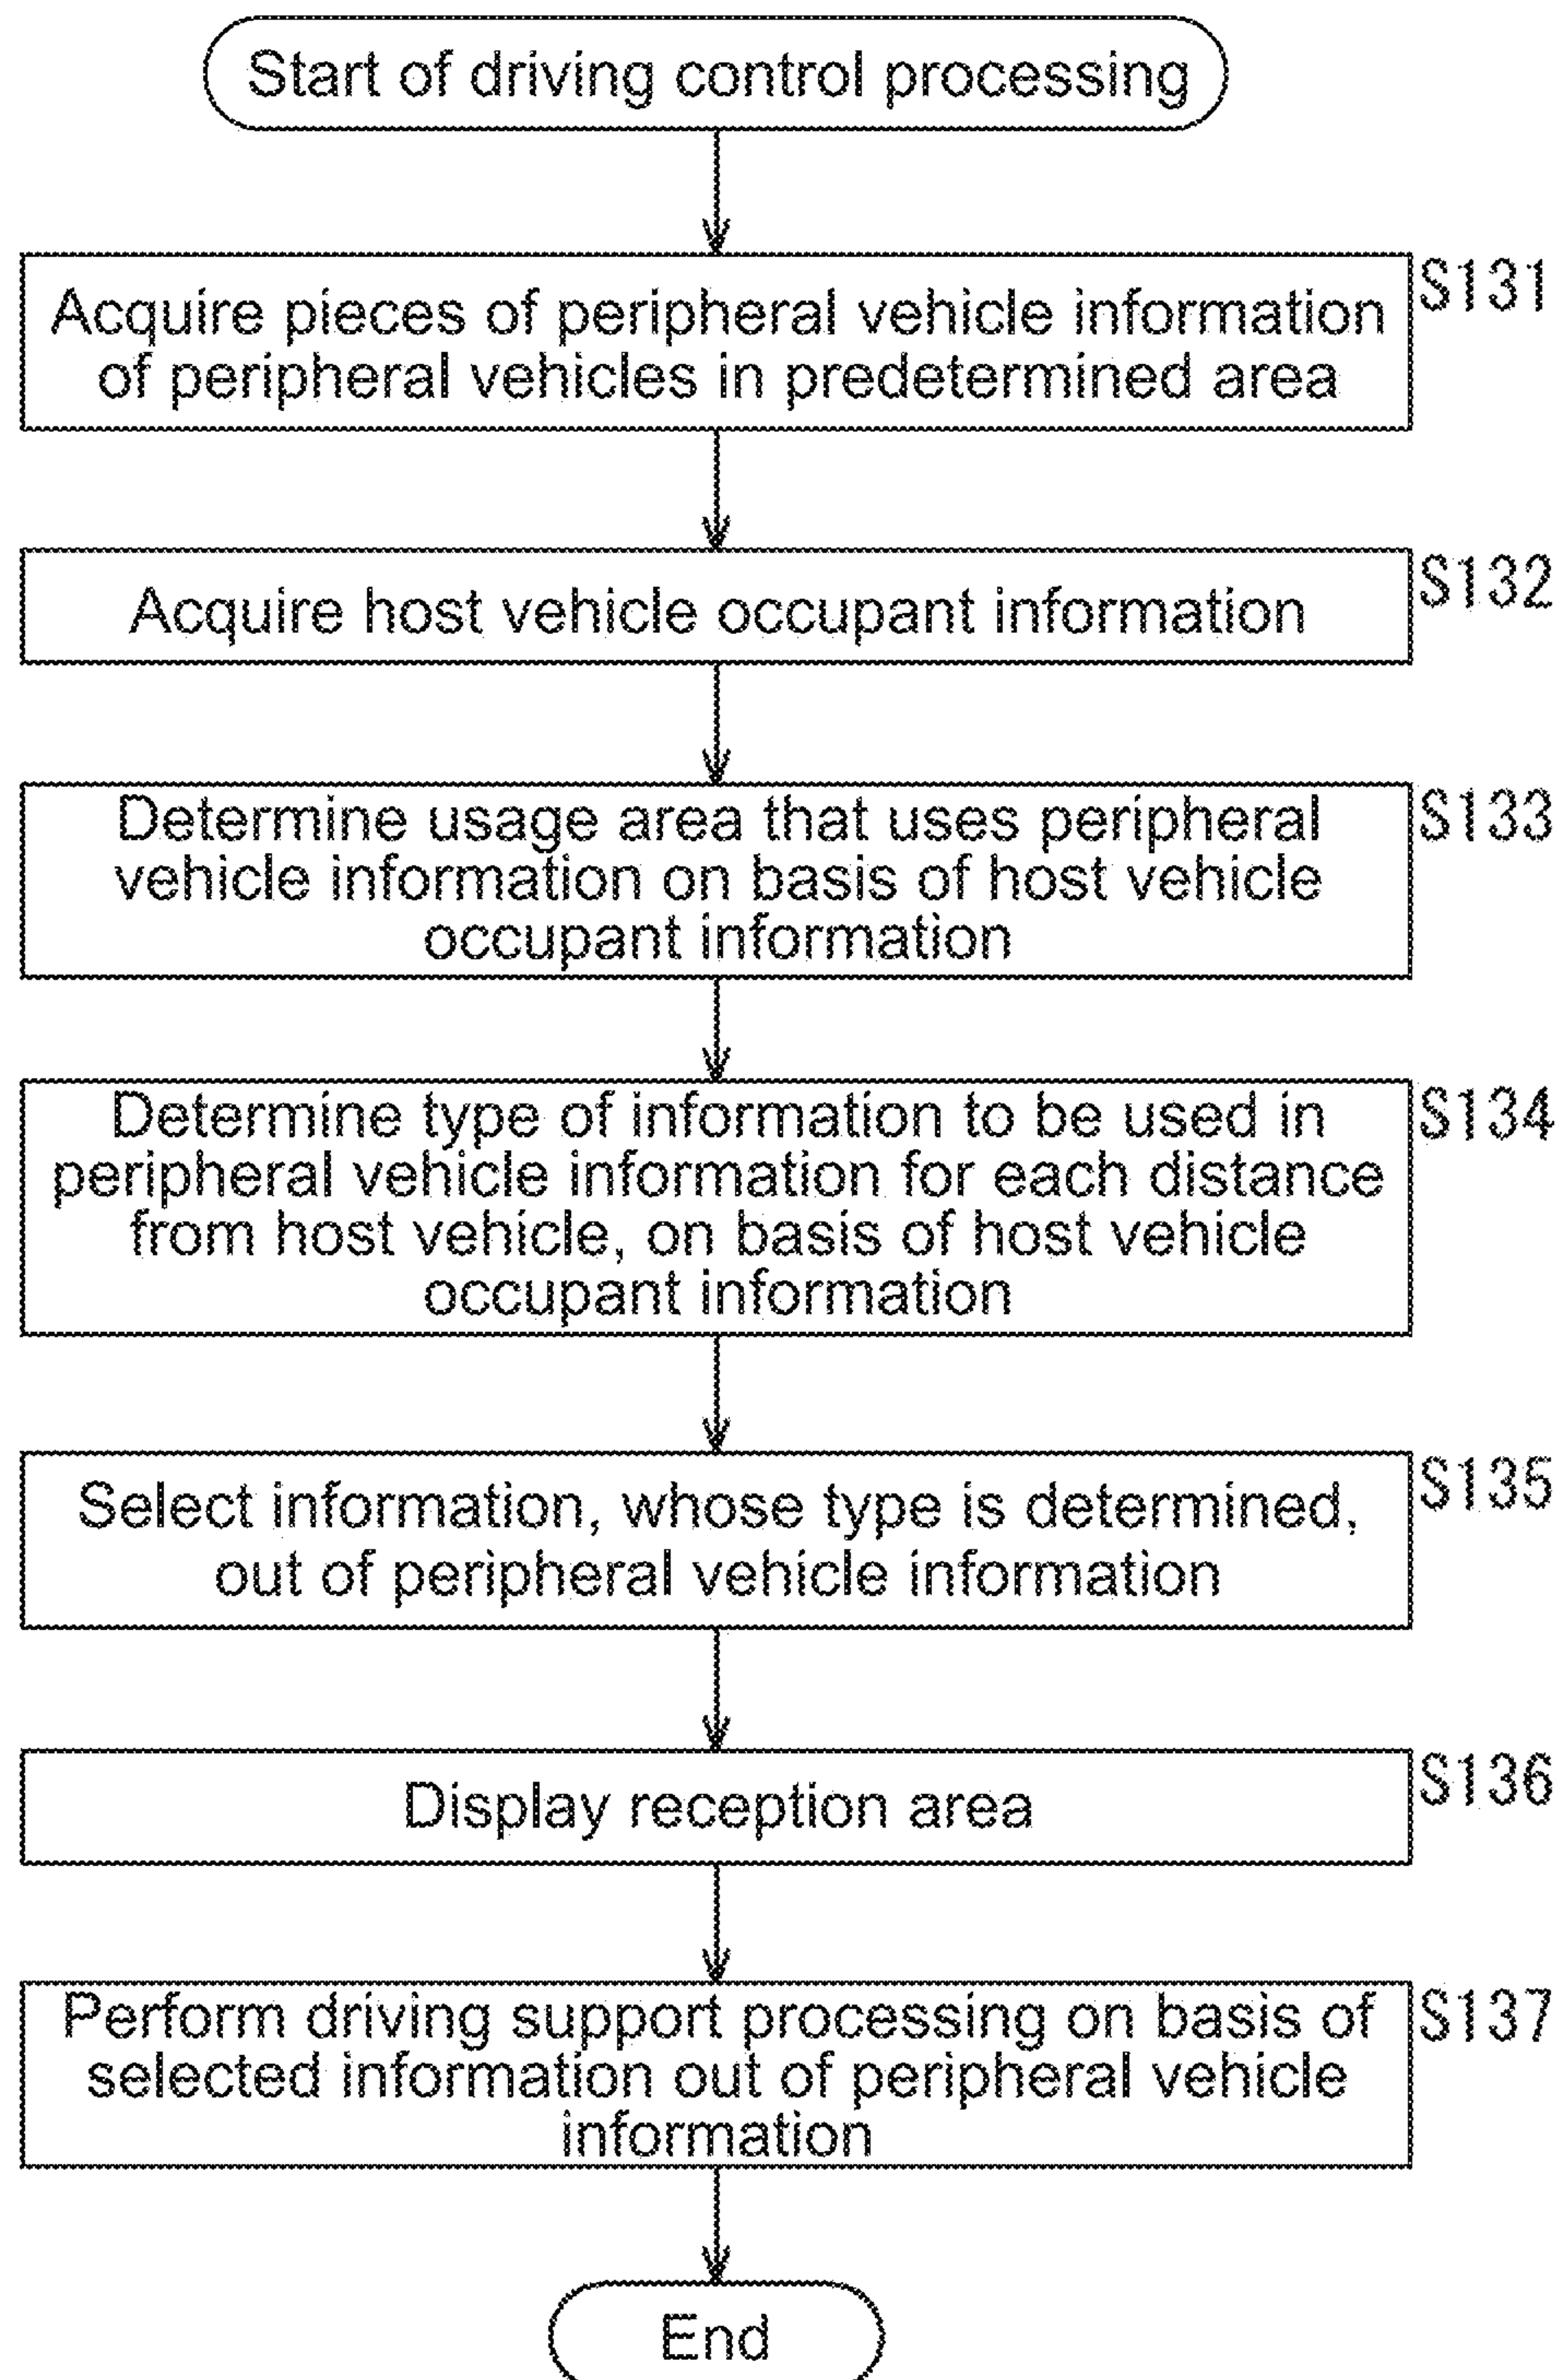 Start of driving control processing
S131
Acquire pieces of peripheral vehicle information
of peripheral vehicles in predetermined area
S132
Acquire host vehicle occupant information
S133
Determine usage area that uses peripheral
vehicle information on basis of host vehicle
occupant information
S134
Determine type of information to be used in
peripheral vehicle information for each distance
from host vehicle, on basis of host vehicle
occupant information
S135
Select information, whose type is determined,
out of peripheral vehicle information
S136
Display reception area
S137
Perform driving support processing on basis of
selected information out of peripheral vehicle
information
End